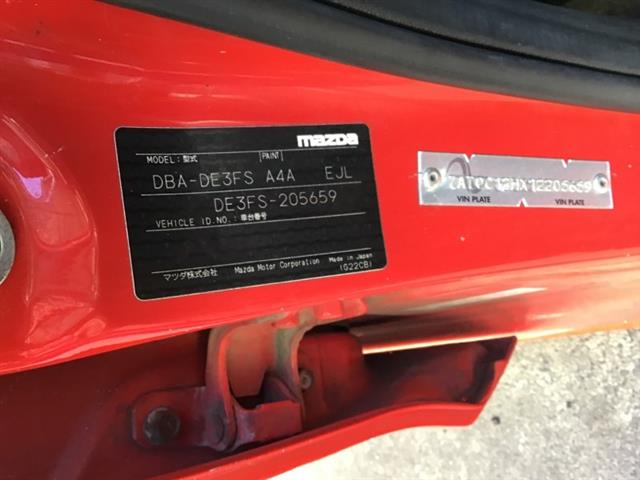 mazda
MODEL: 型式 PAINT
DBA-DE3FS A4A EJL
DE3FS-205659
VEHICLE ID.NO.: 車台番号
マツダ株式会社 Mazda Motor Corporation MADE IN JAPAN
(G22CB)
7AT0C13HX12205659
VIN PLATE VIN PLATE